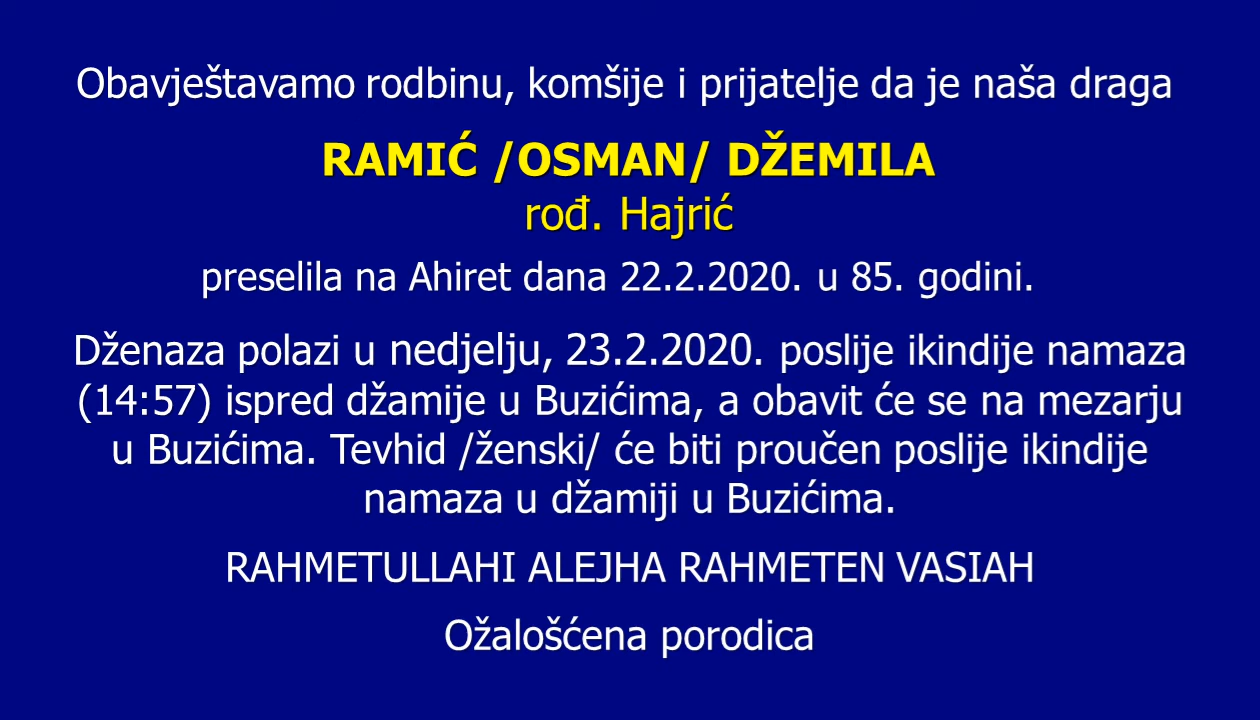 Obavještavamo rodbinu, komšije i prijatelje da je naša draga
RAMIĆ /OSMAN/ DŽEMILA
rođ. Hajrić
preselila na Ahiret dana 22.2.2020. u 85. godini.
Dženaza polazi u nedjelju, 23.2.2020. poslije ikindije namaza
(14:57) ispred džamije u Buzićima, a obavit će se na mezarju
u Buzićima. Tevhid /ženski/ će biti proučen poslije ikindije
namaza u džamiji u Buzićima.
RAHMETULLAHI ALEJHA RAHMETEN VASIAH
Ožalošćena porodica